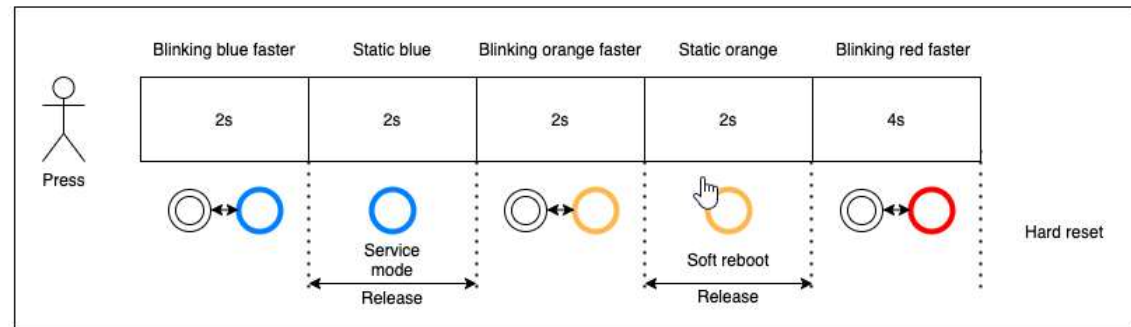 Blinking blue faster
Static blue
Blinking orange faster
Static orange
Blinking red faster
2s
2s
2s
2s
4s
Press
Service
mode
Soft reboot
Hard reset
Release
Release